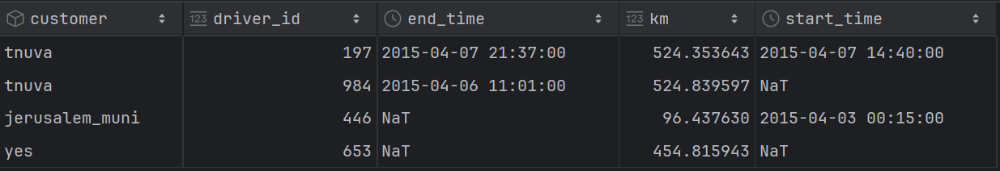 customer 123 driver_id end_time 123 km start_time
tnuva 197 2015-04-07 21:37:00 524.353643 2015-04-07 14:40:00
tnuva 984 2015-04-06 11:01:00 524.839597 NaT
jerusalem_muni 446 NaT 96.437630 2015-04-03 00:15:00
yes 653 NaT 454.815943 NaT